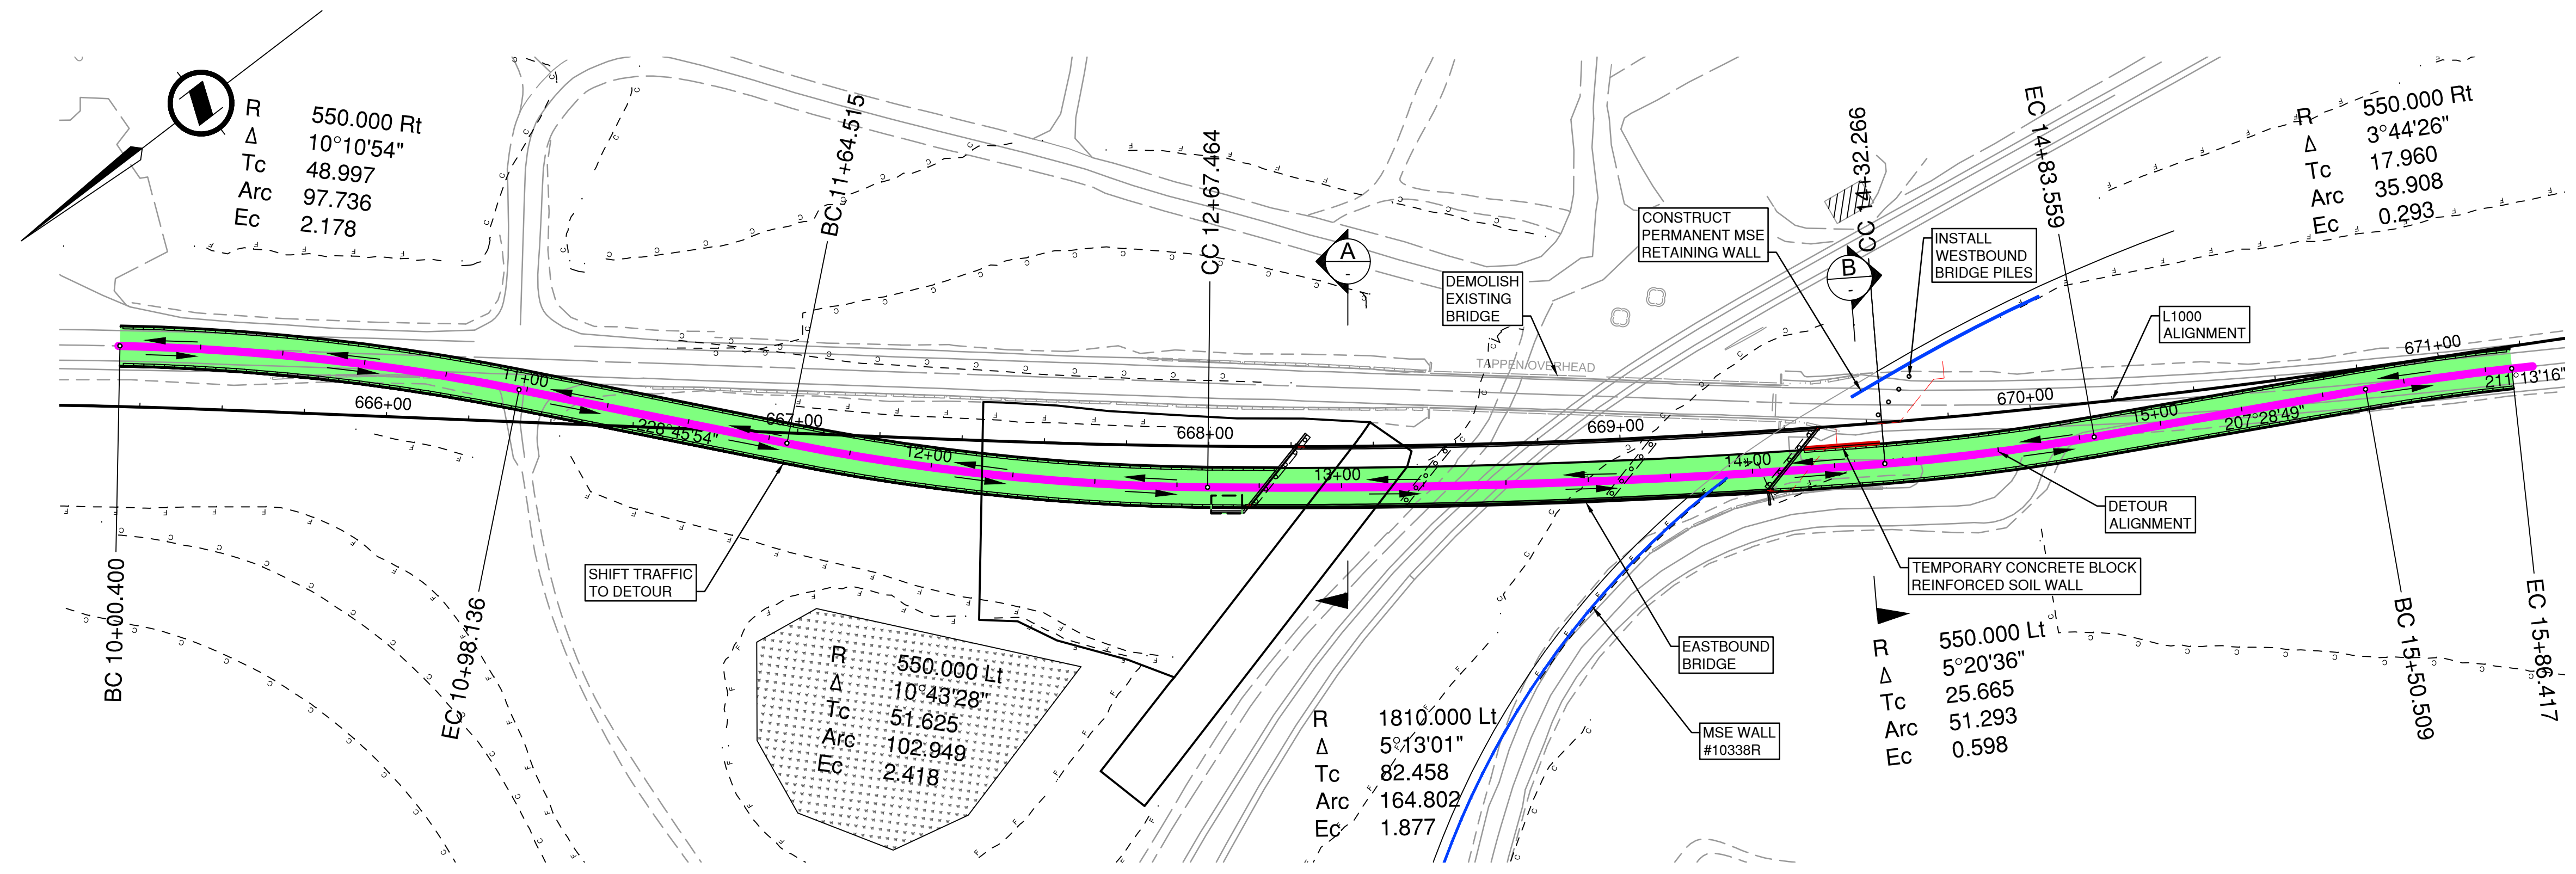 R 550.000 Rt
Δ 10°10'54"
Tc 48.997
Arc 97.736
Ec 2.178
BC 11+64.515
CC 12+67.464
A
-
CONSTRUCT
PERMANENT MSE
RETAINING WALL
DEMOLISH
EXISTING
BRIDGE
TAPPEN OVERHEAD
CC 14+32.266
B
-
INSTALL
WESTBOUND
BRIDGE PILES
EC 14+83.559
L1000
ALIGNMENT
R 550.000 Rt
Δ 3°44'26"
Tc 17.960
Arc 35.908
Ec 0.293
666+00
667+00
668+00
669+00
670+00
671+00
11+00
12+00
13+00
14+00
15+00
226°45'54"
207°28'49"
211°13'16"
BC 10+00.400
EC 10+98.136
SHIFT TRAFFIC
TO DETOUR
R 550.000 Lt
Δ 10°43'28"
Tc 51.625
Arc 102.949
Ec 2.418
R 1810.000 Lt
Δ 5°13'01"
Tc 82.458
Arc 164.802
Ec 1.877
EASTBOUND
BRIDGE
MSE WALL
#10338R
DETOUR
ALIGNMENT
TEMPORARY CONCRETE BLOCK
REINFORCED SOIL WALL
R 550.000 Lt
Δ 5°20'36"
Tc 25.665
Arc 51.293
Ec 0.598
BC 15+50.509
EC 15+86.417